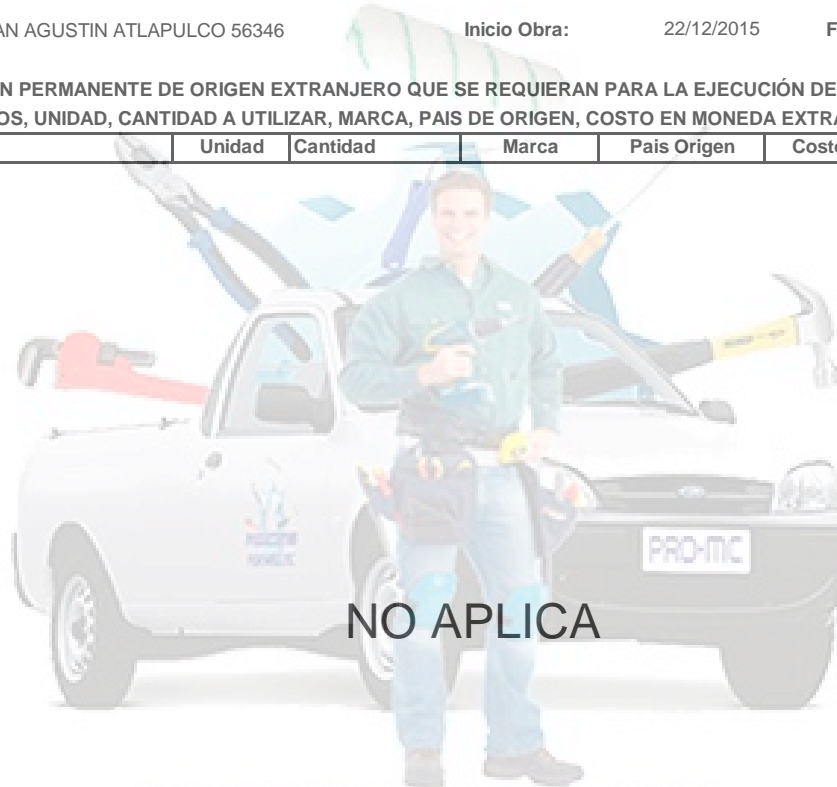 AN AGUSTIN ATLAPULCO 56346 Inicio Obra: 22/12/2015 F
N PERMANENTE DE ORIGEN EXTRANJERO QUE SE REQUIERAN PARA LA EJECUCIÓN DE
OS, UNIDAD, CANTIDAD A UTILIZAR, MARCA, PAIS DE ORIGEN, COSTO EN MONEDA EXTRA
Unidad Cantidad Marca Pais Origen Costo
PRO-MC
NO APLICA